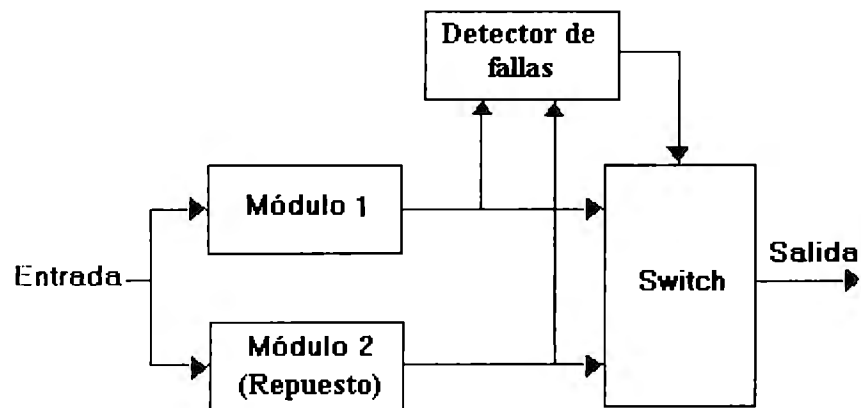 Detector de
fallas
Módulo 1
Entrada
Módulo 2
(Repuesto)
Switch
Salida